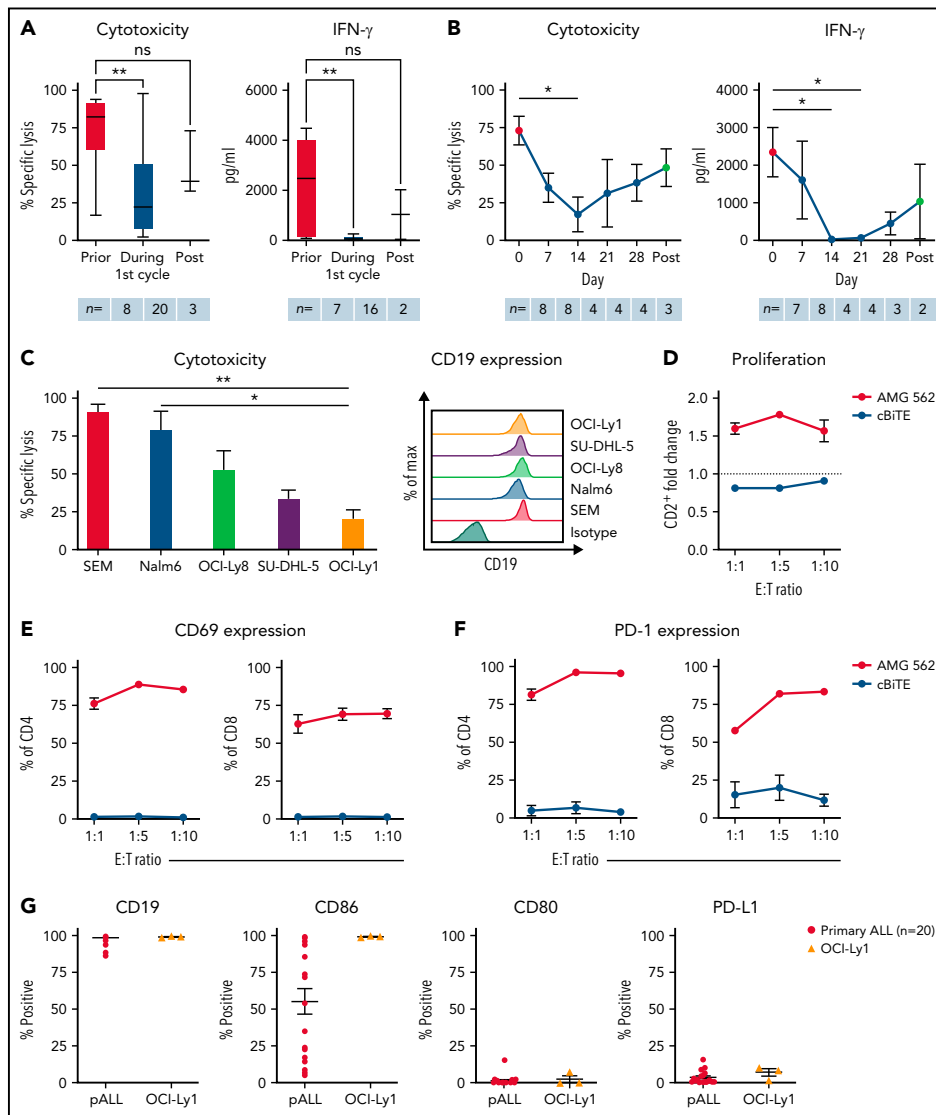 A
Cytotoxicity
ns
**
% Specific lysis
100
75
50
25
0
Prior
During
1st cycle
Post
n=
8
20
3
IFN-γ
ns
**
pg/ml
6000
4000
2000
0
Prior
During
1st cycle
Post
n=
7
16
2
B
Cytotoxicity
*
% Specific lysis
100
75
50
25
0
0 7 14 21 28 Post
Day
n= 8 8 4 4 4 3
IFN-γ
*
*
pg/ml
4000
3000
2000
1000
0
0 7 14 21 28 Post
Day
n= 7 8 4 4 3 2
C
Cytotoxicity
**
*
% Specific lysis
100
75
50
25
0
SEM Nalm6 OCI-Ly8 SU-DHL-5 OCI-Ly1
CD19 expression
% of max
OCI-Ly1
SU-DHL-5
OCI-Ly8
Nalm6
SEM
Isotype
CD19
D
Proliferation
AMG 562
cBiTE
CD2+ fold change
2.0
1.5
1.0
0.5
0.0
1:1 1:5 1:10
E:T ratio
E
CD69 expression
% of CD4
100
75
50
25
0
1:1 1:5 1:10
% of CD8
100
75
50
25
0
1:1 1:5 1:10
E:T ratio
F
PD-1 expression
AMG 562
cBiTE
% of CD4
100
75
50
25
0
1:1 1:5 1:10
% of CD8
100
75
50
25
0
1:1 1:5 1:10
E:T ratio
G
CD19
% Positive
100
50
0
pALL OCI-Ly1
CD86
% Positive
100
50
0
pALL OCI-Ly1
CD80
% Positive
100
50
0
pALL OCI-Ly1
PD-L1
% Positive
100
50
0
pALL OCI-Ly1
Primary ALL (n=20)
OCI-Ly1